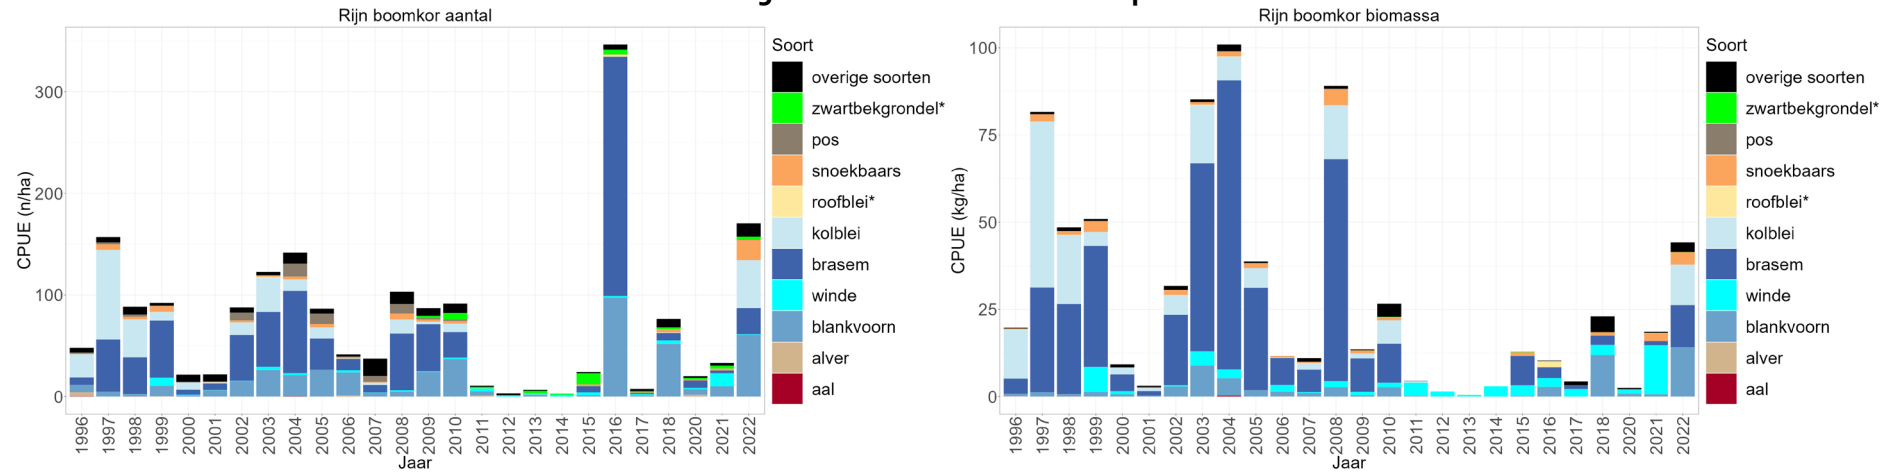 Rijn boomkor aantal
CPUE (n/ha)
300
200
100
0
1996 1997 1998 1999 2000 2001 2002 2003 2004 2005 2006 2007 2008 2009 2010 2011 2012 2013 2014 2015 2016 2017 2018 2020 2021 2022
Jaar
Soort
overige soorten
zwartbekgrondel*
pos
snoekbaars
roofblei*
kolblei
brasem
winde
blankvoorn
alver
aal
Rijn boomkor biomassa
CPUE (kg/ha)
100
75
50
25
0
1996 1997 1998 1999 2000 2001 2002 2003 2004 2005 2006 2007 2008 2009 2010 2011 2012 2013 2014 2015 2016 2017 2018 2020 2021 2022
Jaar
Soort
overige soorten
zwartbekgrondel*
pos
snoekbaars
roofblei*
kolblei
brasem
winde
blankvoorn
alver
aal